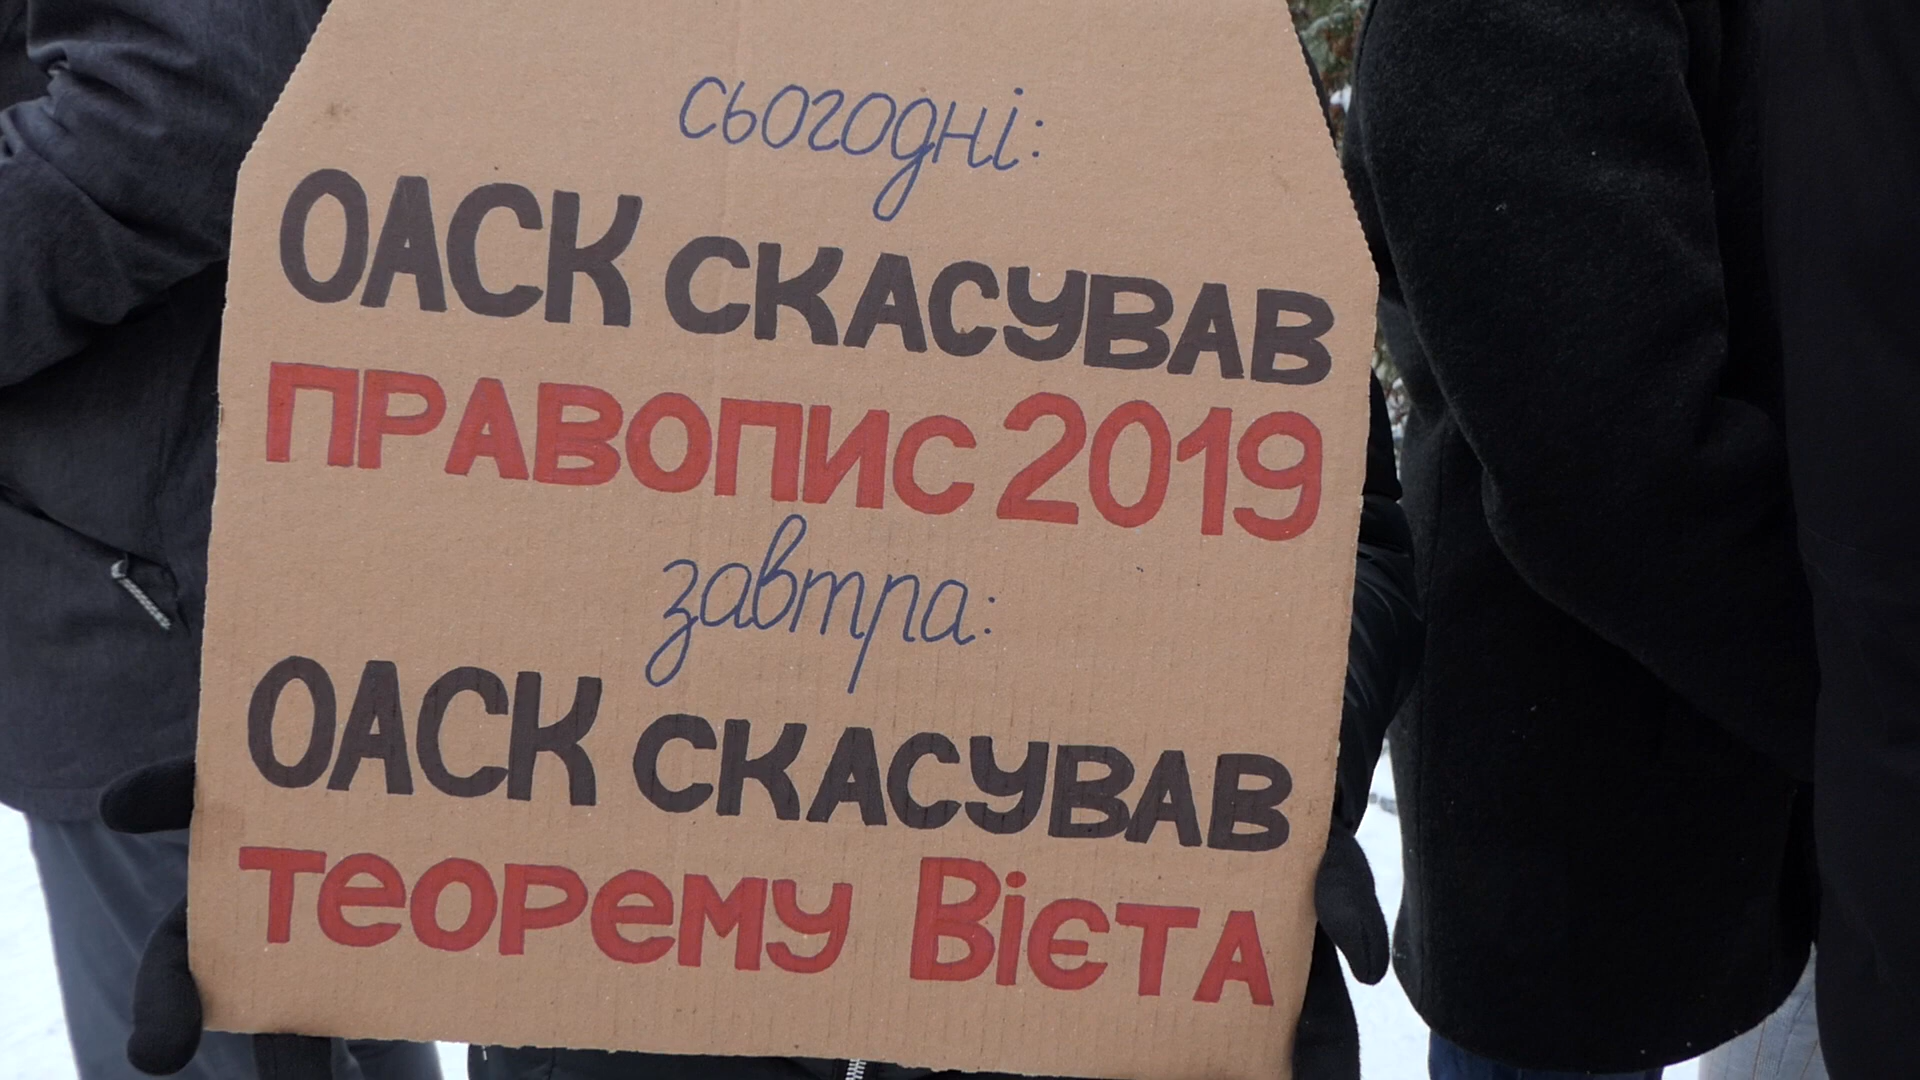 сьогодні:
ОАСК СКАСУВАВ
ПРАВОПИС 2019
завтра:
ОАСК СКАСУВАВ
теорему Вієта